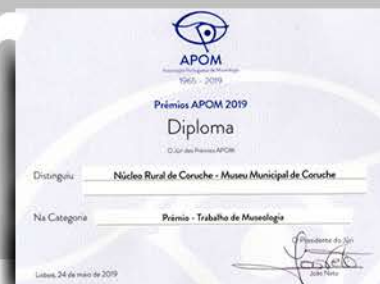 APOM
Associação Portuguesa de Museologia
1965 - 2019
Prémios APOM 2019
Diploma
O Júri dos Prémios APOM
Distinguiu Núcleo Rural de Coruche - Museu Municipal de Coruche
Na Categoria Prémio - Trabalho de Museologia
O Presidente do Júri
João Neto
Lisboa, 24 de maio de 2019